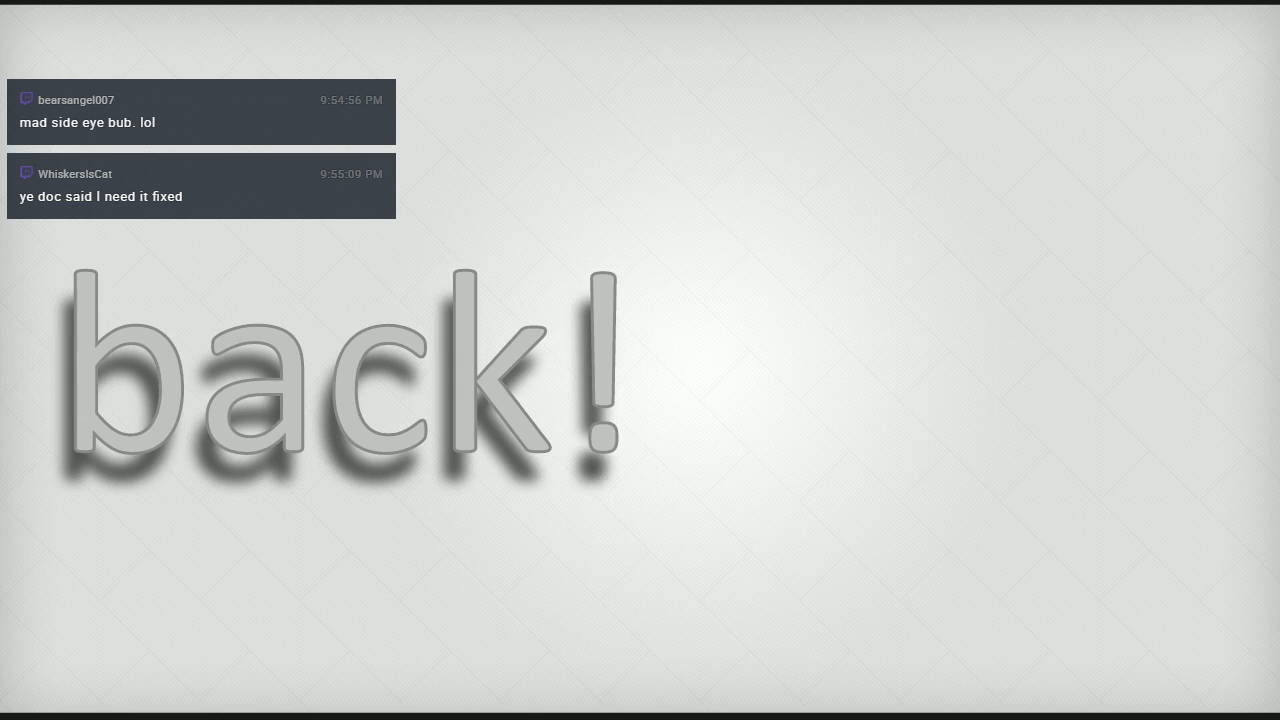 bearsangel007 9:54:56 PM
mad side eye bub. lol
WhiskersIsCat 9:55:09 PM
ye doc said I need it fixed
back!